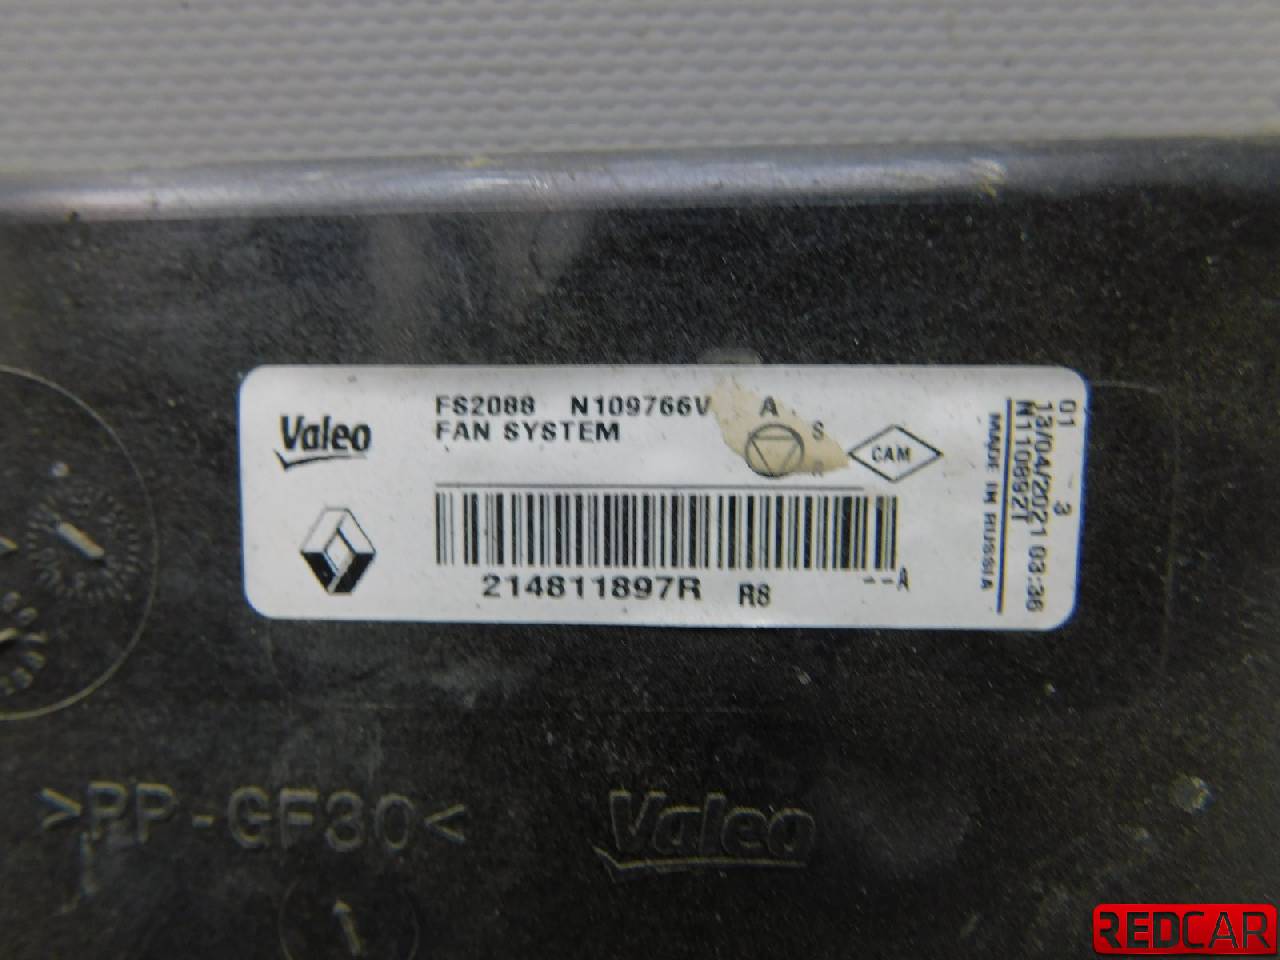 Valeo
FS2088 N109766V A
FAN SYSTEM
S
R
CAM
214811897R R8 --A
01 3
13/04/2021 03:36
N1108921
MADE IN RUSSIA
>PP-GF30<
Valeo
REDCAR